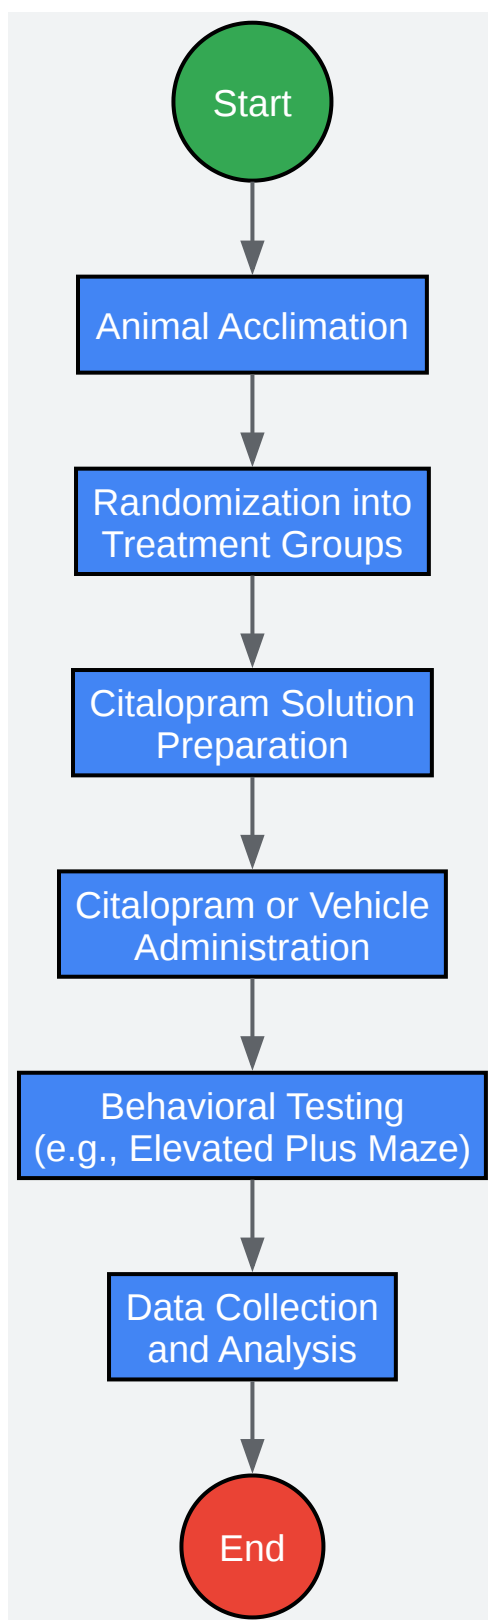 Start
Animal Acclimation
Randomization into
Treatment Groups
Citalopram Solution
Preparation
Citalopram or Vehicle
Administration
Behavioral Testing
(e.g., Elevated Plus Maze)
Data Collection
and Analysis
End